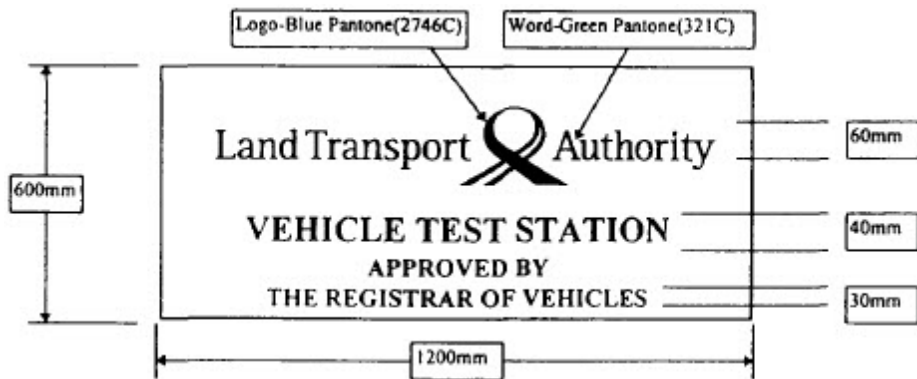 Logo-Blue Pantone(2746C) Word-Green Pantone(321C)
Land Transport Authority
60mm
600mm
VEHICLE TEST STATION
40mm
APPROVED BY
THE REGISTRAR OF VEHICLES
30mm
1200mm